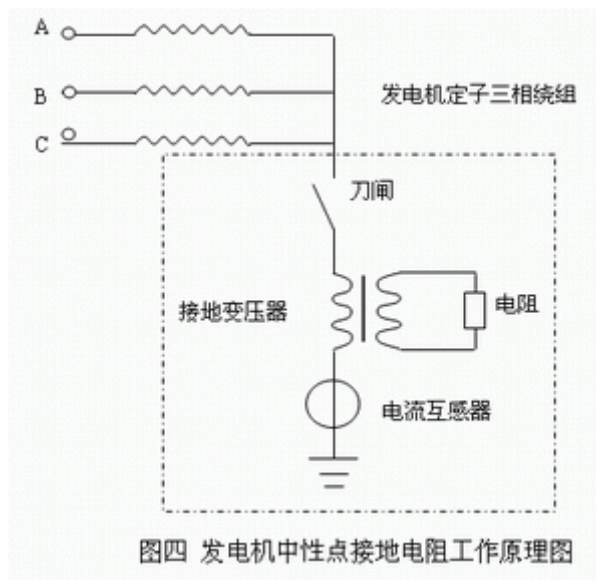 A
B
发电机定子三相绕组
C
刀闸
接地变压器
电阻
电流互感器
图四 发电机中性点接地电阻工作原理图